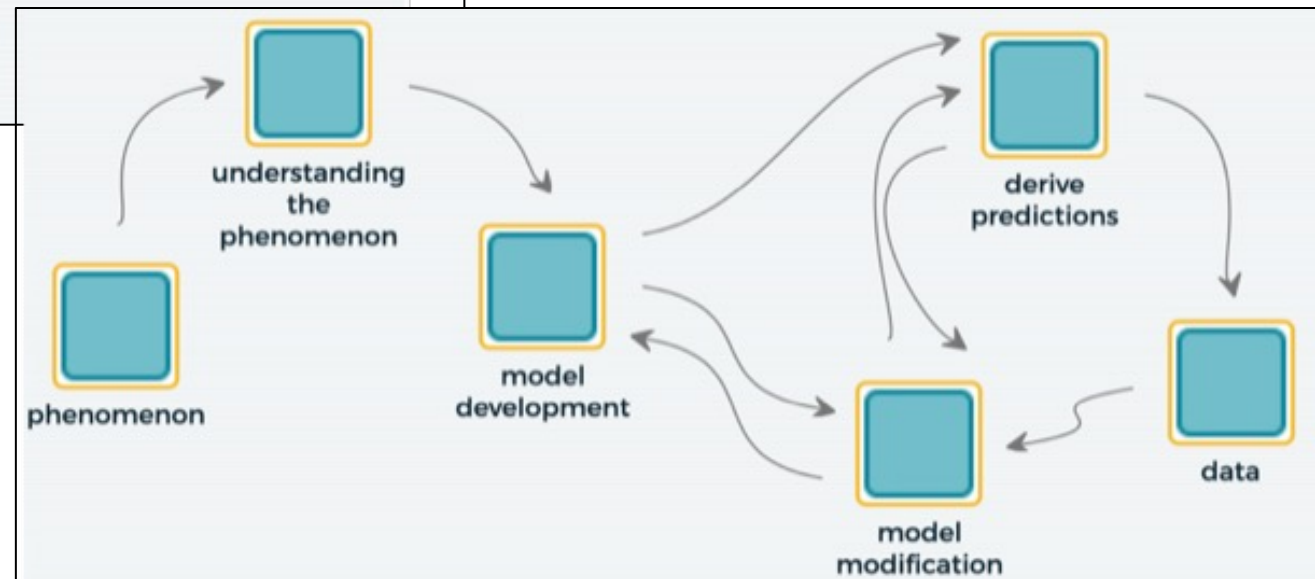 understanding
the
phenomenon
phenomenon
model
development
derive
predictions
data
model
modification